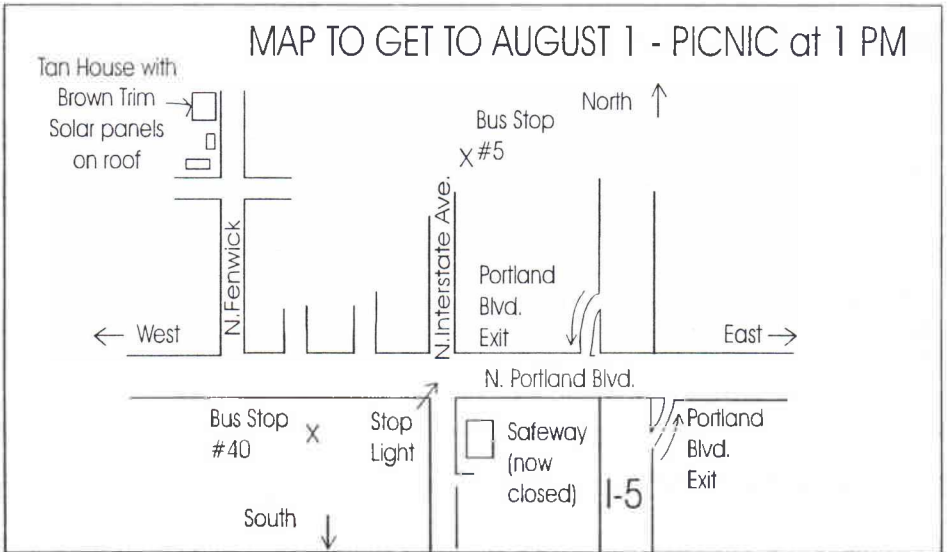 MAP TO GET TO AUGUST 1 - PICNIC at 1 PM
Tan House with
Brown Trim
Solar panels
on roof
North
Bus Stop
#5
N.Fenwick
N.Interstate Ave.
Portland
Blvd.
Exit
West
East
N. Portland Blvd.
Bus Stop
#40
Stop
Light
Safeway
(now
closed)
I-5
Portland
Blvd.
Exit
South